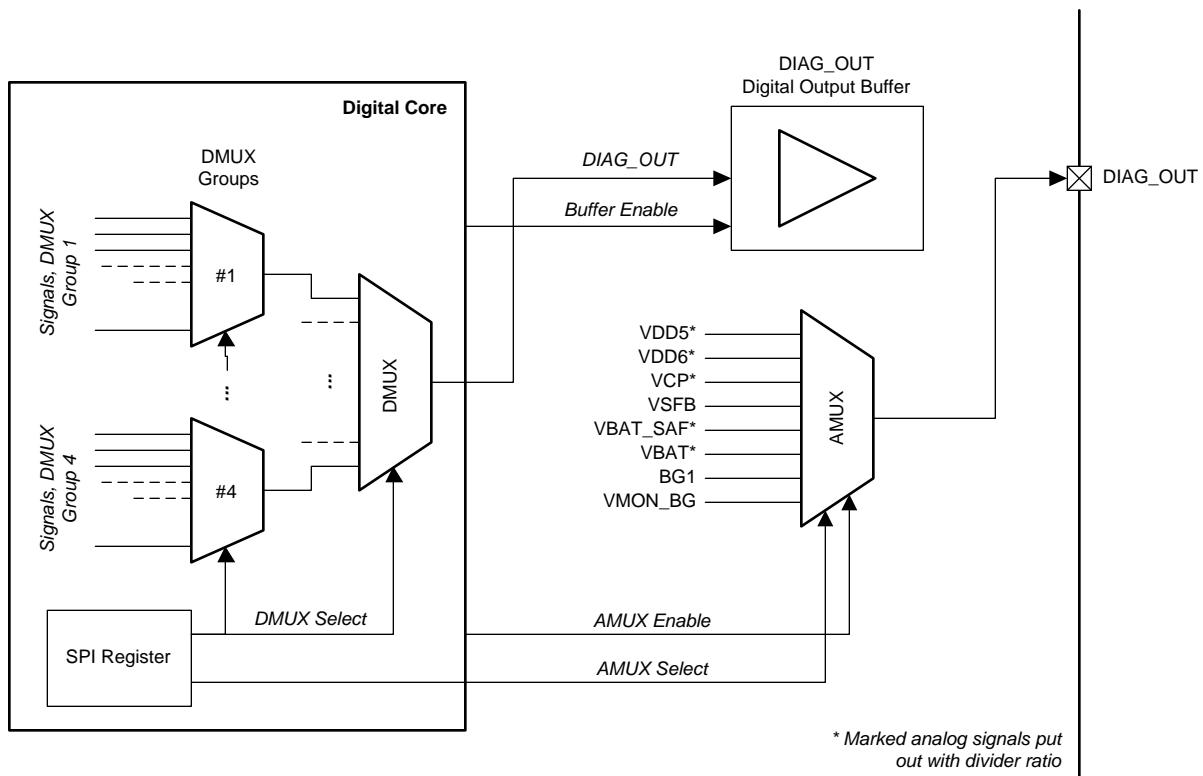 DIAG_OUT
Digital Output Buffer
Digital Core
DMUX
Groups
DIAG_OUT
DIAG_OUT
Buffer Enable
Signals, DMUX
Group 1
#1
...
...
DMUX
VDD5*
VDD6*
VCP*
VSFB
VBAT_SAF*
VBAT*
BG1
VMON_BG
AMUX
Signals, DMUX
Group 4
#4
DMUX Select
AMUX Enable
SPI Register
AMUX Select
* Marked analog signals put
out with divider ratio